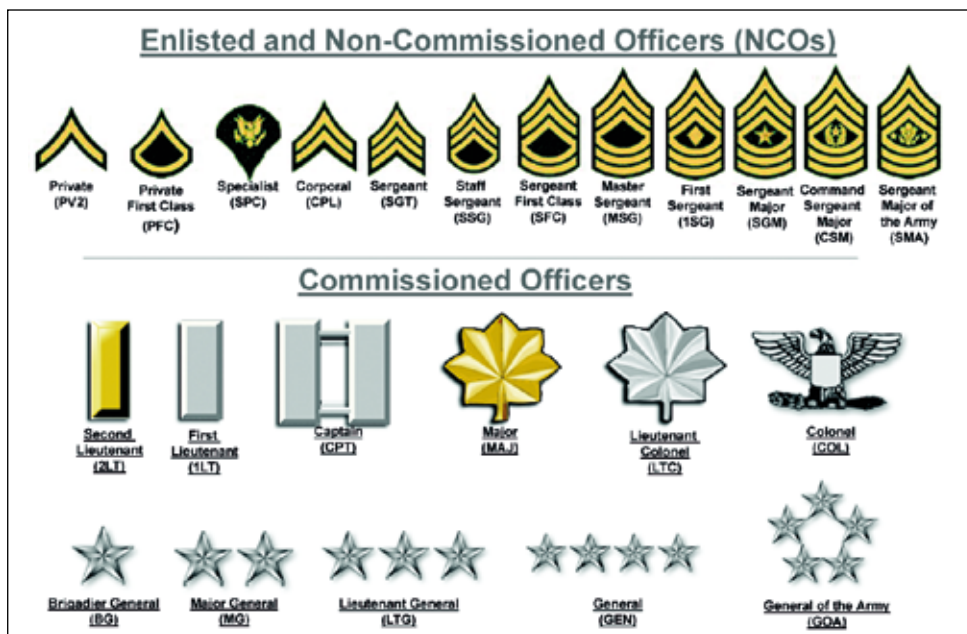 Enlisted and Non-Commissioned Officers (NCOs)
Private
(PV2)
Private
First Class
(PFC)
Specialist
(SPC)
Corporal
(CPL)
Sergeant
(SGT)
Staff
Sergeant
(SSG)
Sergeant
First Class
(SFC)
Master
Sergeant
(MSG)
First
Sergeant
(1SG)
Sergeant
Major
(SGM)
Command
Sergeant
Major
(CSM)
Sergeant
Major of
the Army
(SMA)
Commissioned Officers
Second
Lieutenant
(2LT)
First
Lieutenant
(1LT)
Captain
(CPT)
Major
(MAJ)
Lieutenant
Colonel
(LTC)
Colonel
(COL)
Brigadier General
(BG)
Major General
(MG)
Lieutenant General
(LTG)
General
(GEN)
General of the Army
(GOA)